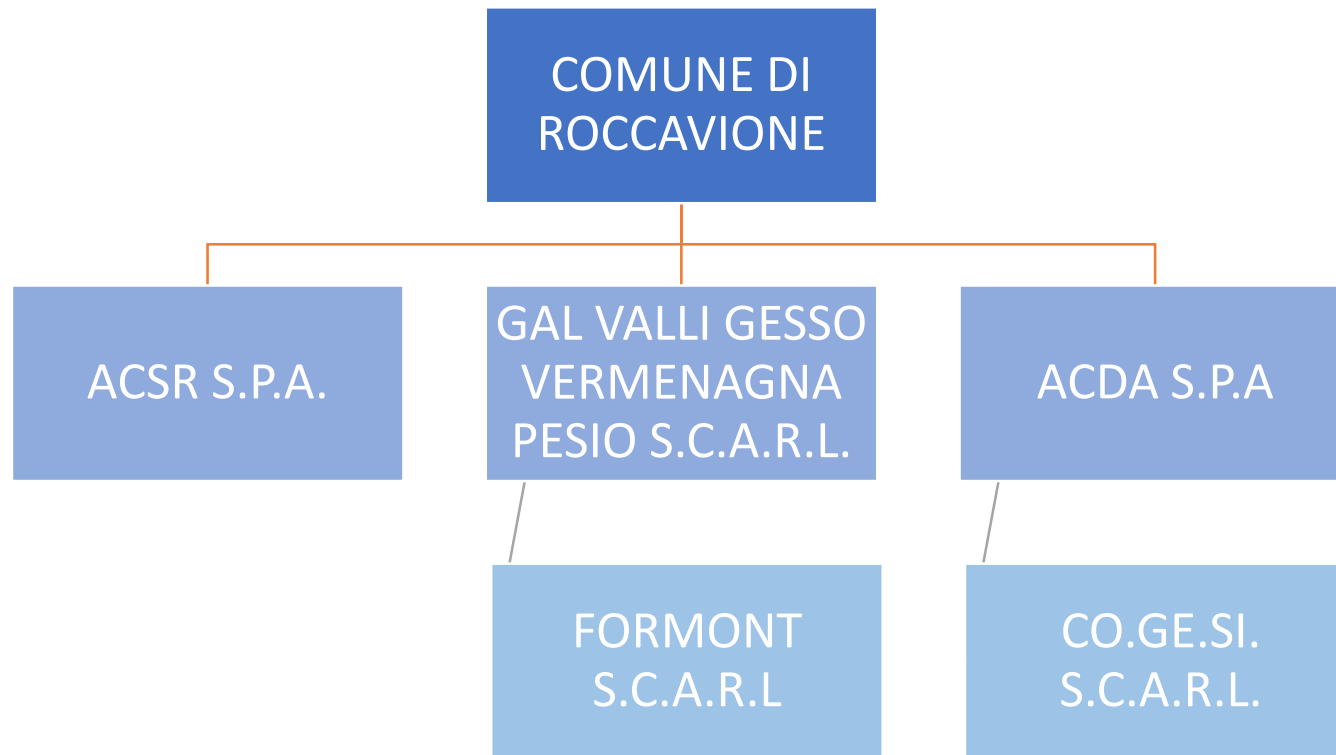 COMUNE DI
ROCCAVIONE
ACSR S.P.A.
GAL VALLI GESSO
VERMENAGNA
PESIO S.C.A.R.L.
ACDA S.P.A
FORMONT
S.C.A.R.L
CO.GE.SI.
S.C.A.R.L.